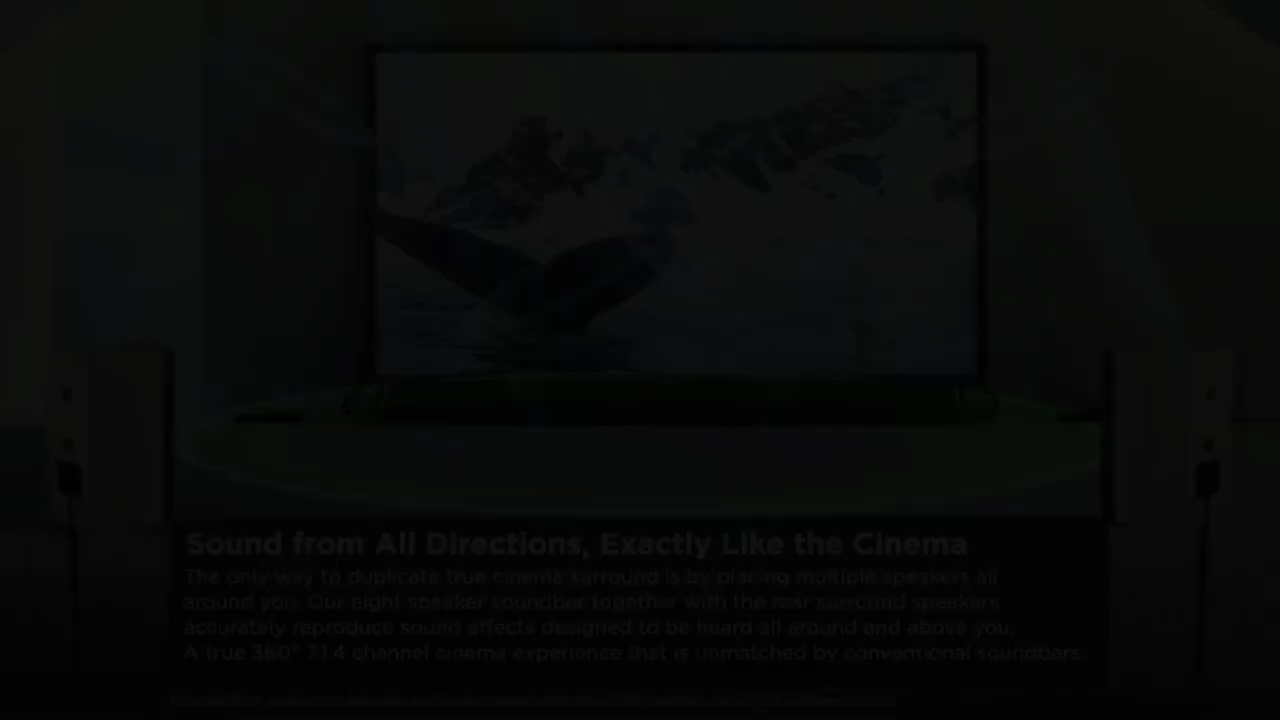 Sound from All Directions, Exactly Like the Cinema
The only way to duplicate true cinema surround is by placing multiple speakers all
around you. Our eight speaker soundbar together with the rear surround speakers
accurately reproduce sound effects designed to be heard all around and above you.
A true 360° 7.1.4 channel cinema experience that is unmatched by conventional soundbars.